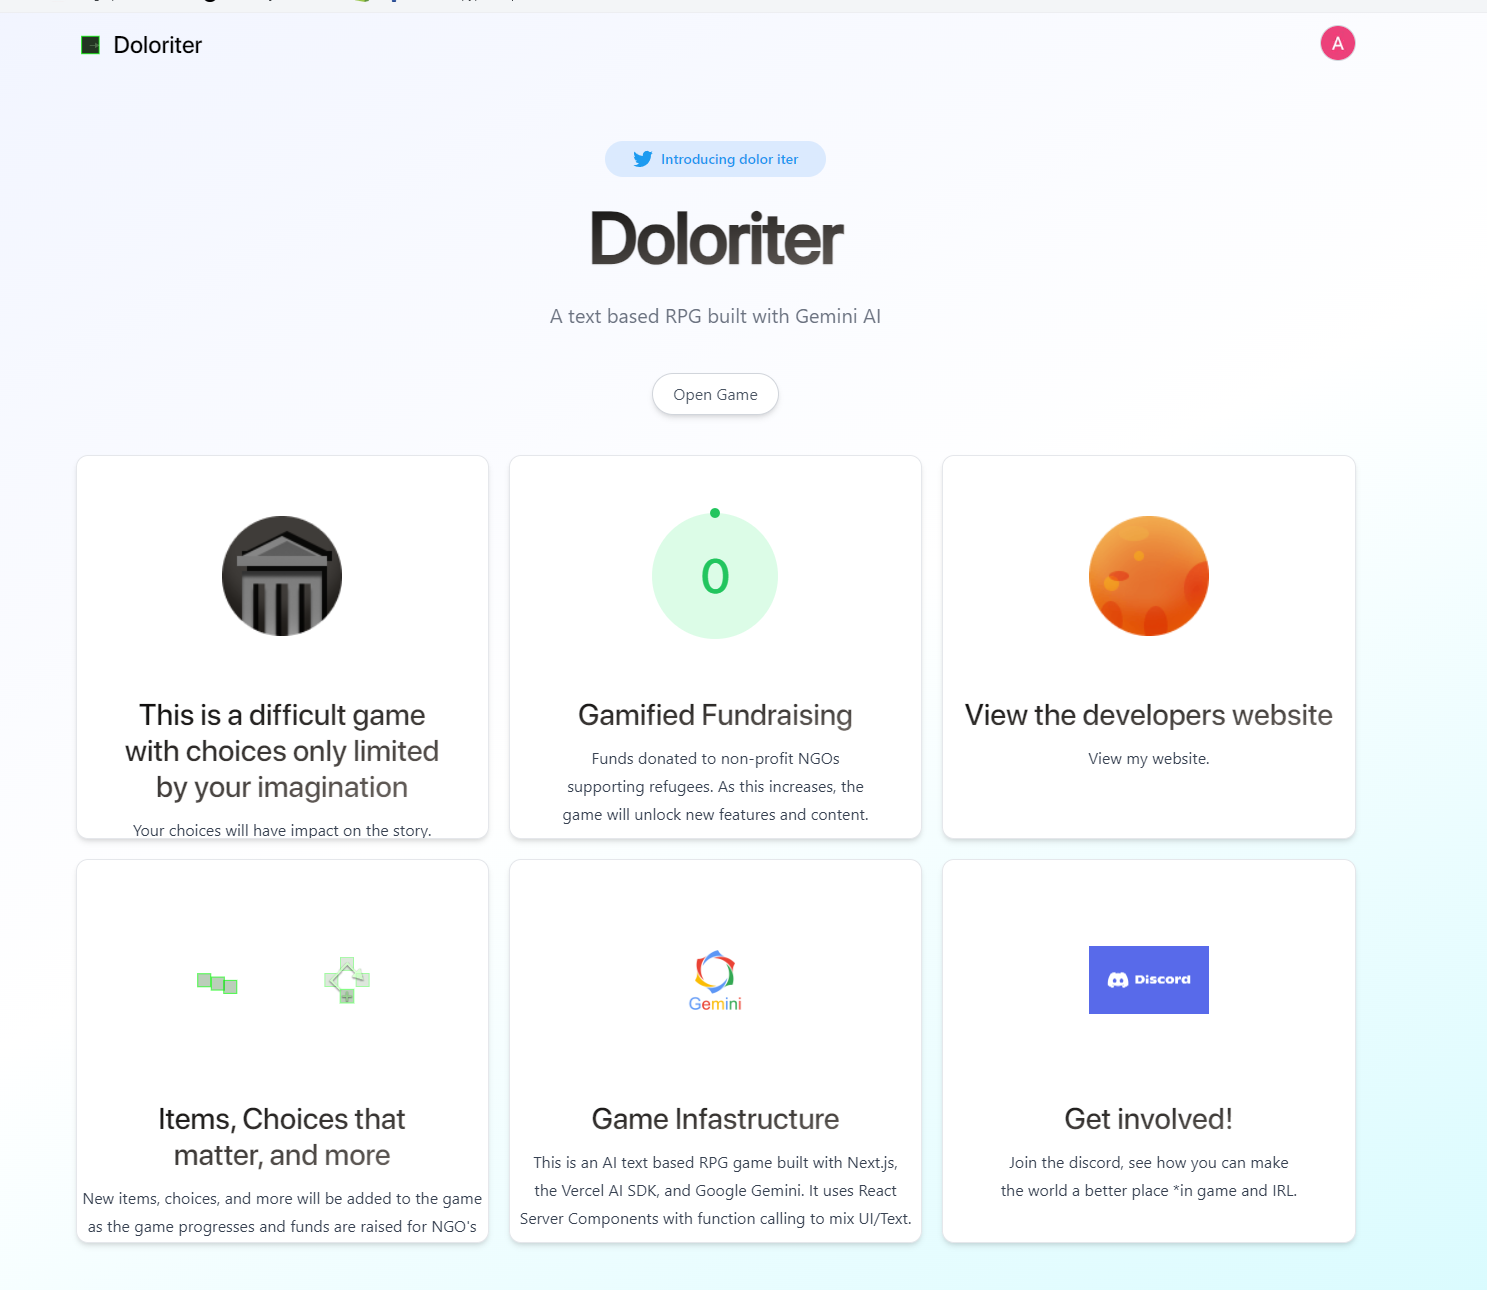 Doloriter
A
Introducing dolor iter
Doloriter
A text based RPG built with Gemini AI
Open Game
This is a difficult game
with choices only limited
by your imagination
Your choices will have impact on the story.
0
Gamified Fundraising
Funds donated to non-profit NGOs
supporting refugees. As this increases, the
game will unlock new features and content.
View the developers website
View my website.
Items, Choices that
matter, and more
New items, choices, and more will be added to the game
as the game progresses and funds are raised for NGO's
Gemini
Game Infastructure
This is an AI text based RPG game built with Next.js,
the Vercel AI SDK, and Google Gemini. It uses React
Server Components with function calling to mix UI/Text.
Discord
Get involved!
Join the discord, see how you can make
the world a better place *in game and IRL.